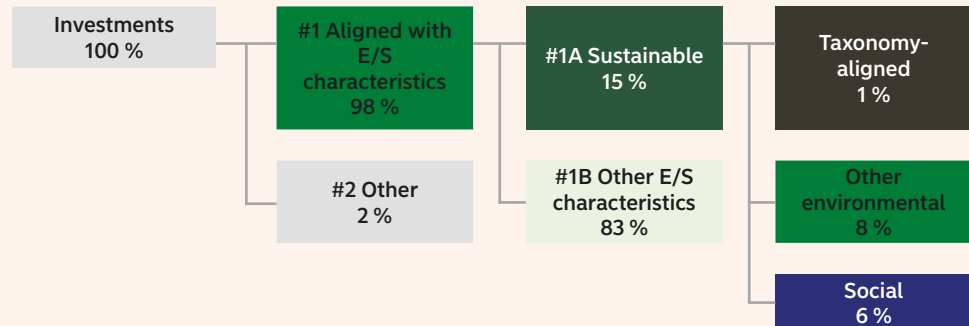 Investments
100 %
#1 Aligned with
E/S
characteristics
98 %
#1A Sustainable
15 %
Taxonomy-
aligned
1 %
#2 Other
2 %
#1B Other E/S
characteristics
83 %
Other
environmental
8 %
Social
6 %